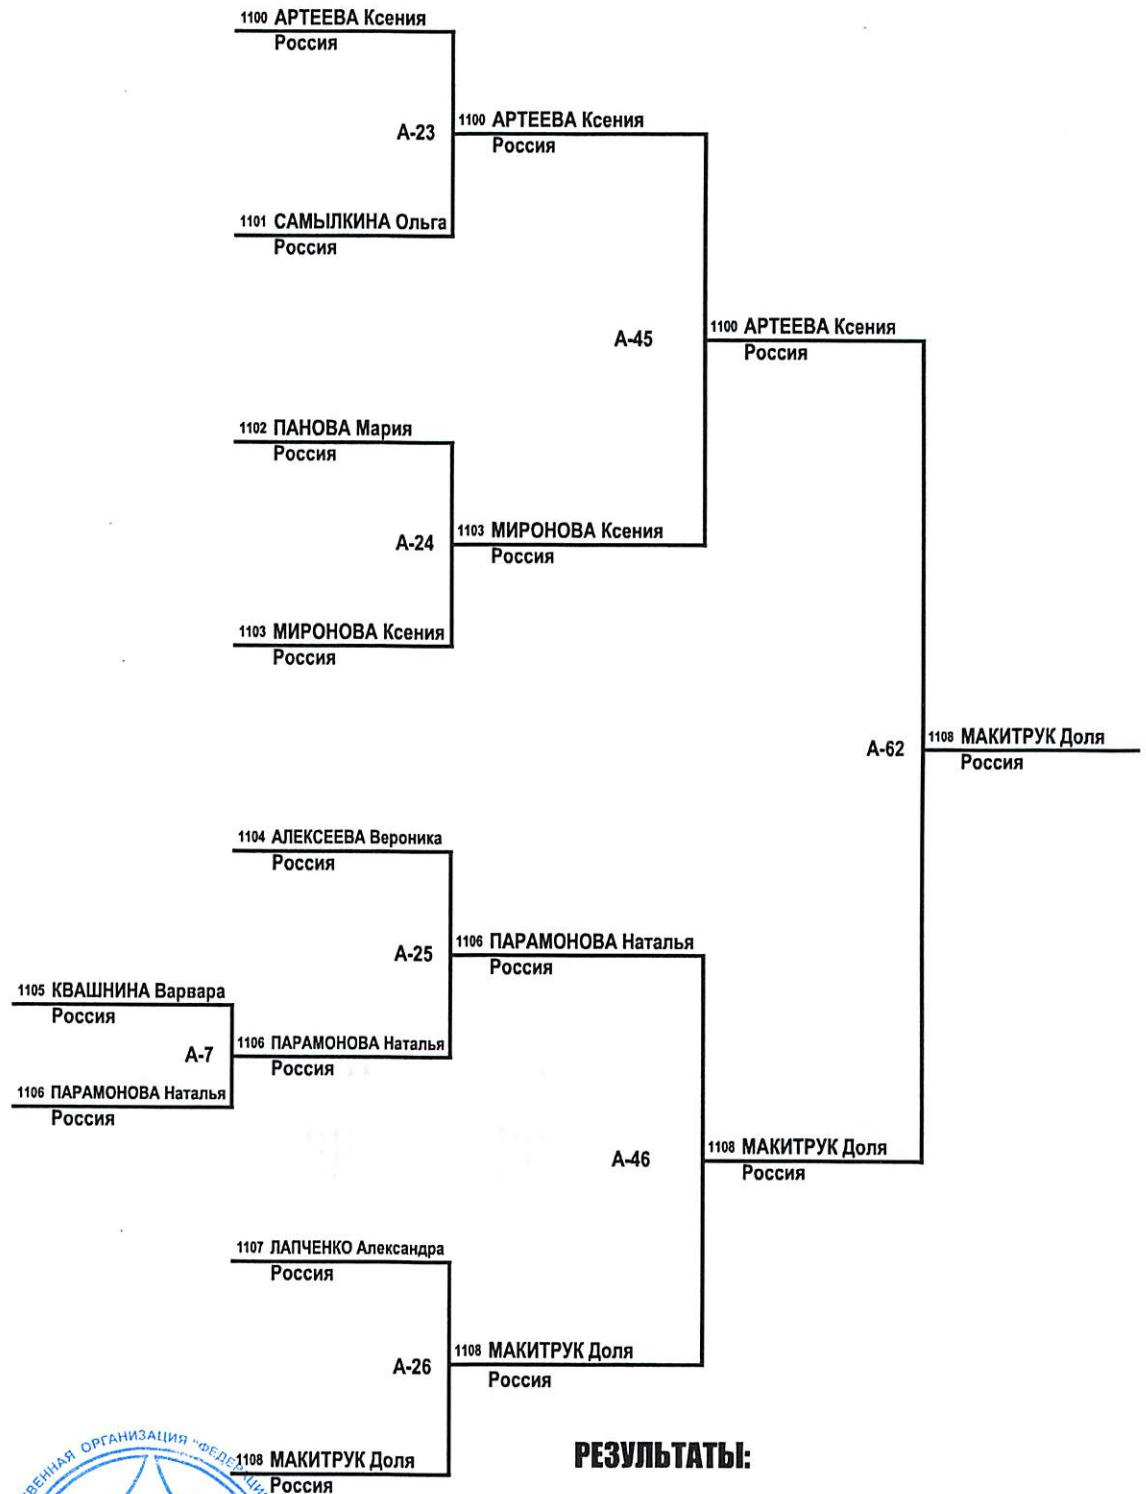 1100 АРТЕЕВА Ксения
Россия
А-23
1100 АРТЕЕВА Ксения
Россия
1101 САМЫЛКИНА Ольга
Россия
А-45
1100 АРТЕЕВА Ксения
Россия
1102 ПАНОВА Мария
Россия
А-24
1103 МИРОНОВА Ксения
Россия
1103 МИРОНОВА Ксения
Россия
А-62
1108 МАКИТРУК Доля
Россия
1104 АЛЕКСЕЕВА Вероника
Россия
А-25
1106 ПАРАМОНОВА Наталья
Россия
1105 КВАШНИНА Варвара
Россия
А-7
1106 ПАРАМОНОВА Наталья
Россия
1106 ПАРАМОНОВА Наталья
Россия
А-46
1108 МАКИТРУК Доля
Россия
1107 ЛАПЧЕНКО Александра
Россия
А-26
1108 МАКИТРУК Доля
Россия
1108 МАКИТРУК Доля
Россия
РЕЗУЛЬТАТЫ:
ОРГАНИЗАЦИЯ